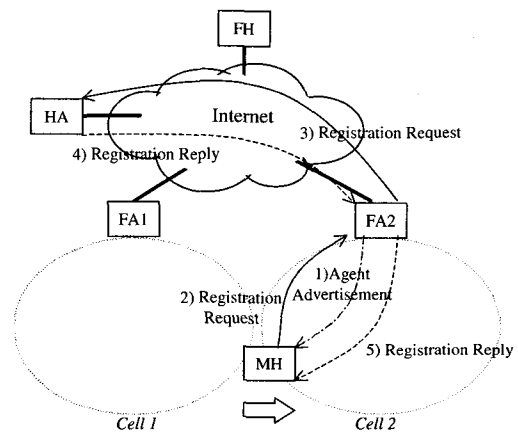 FH
HA
Internet
3) Registration Request
4) Registration Reply
FA1
FA2
1)Agent
Advertisement
2) Registration
Request
5) Registration Reply
MH
Cell 1
Cell 2